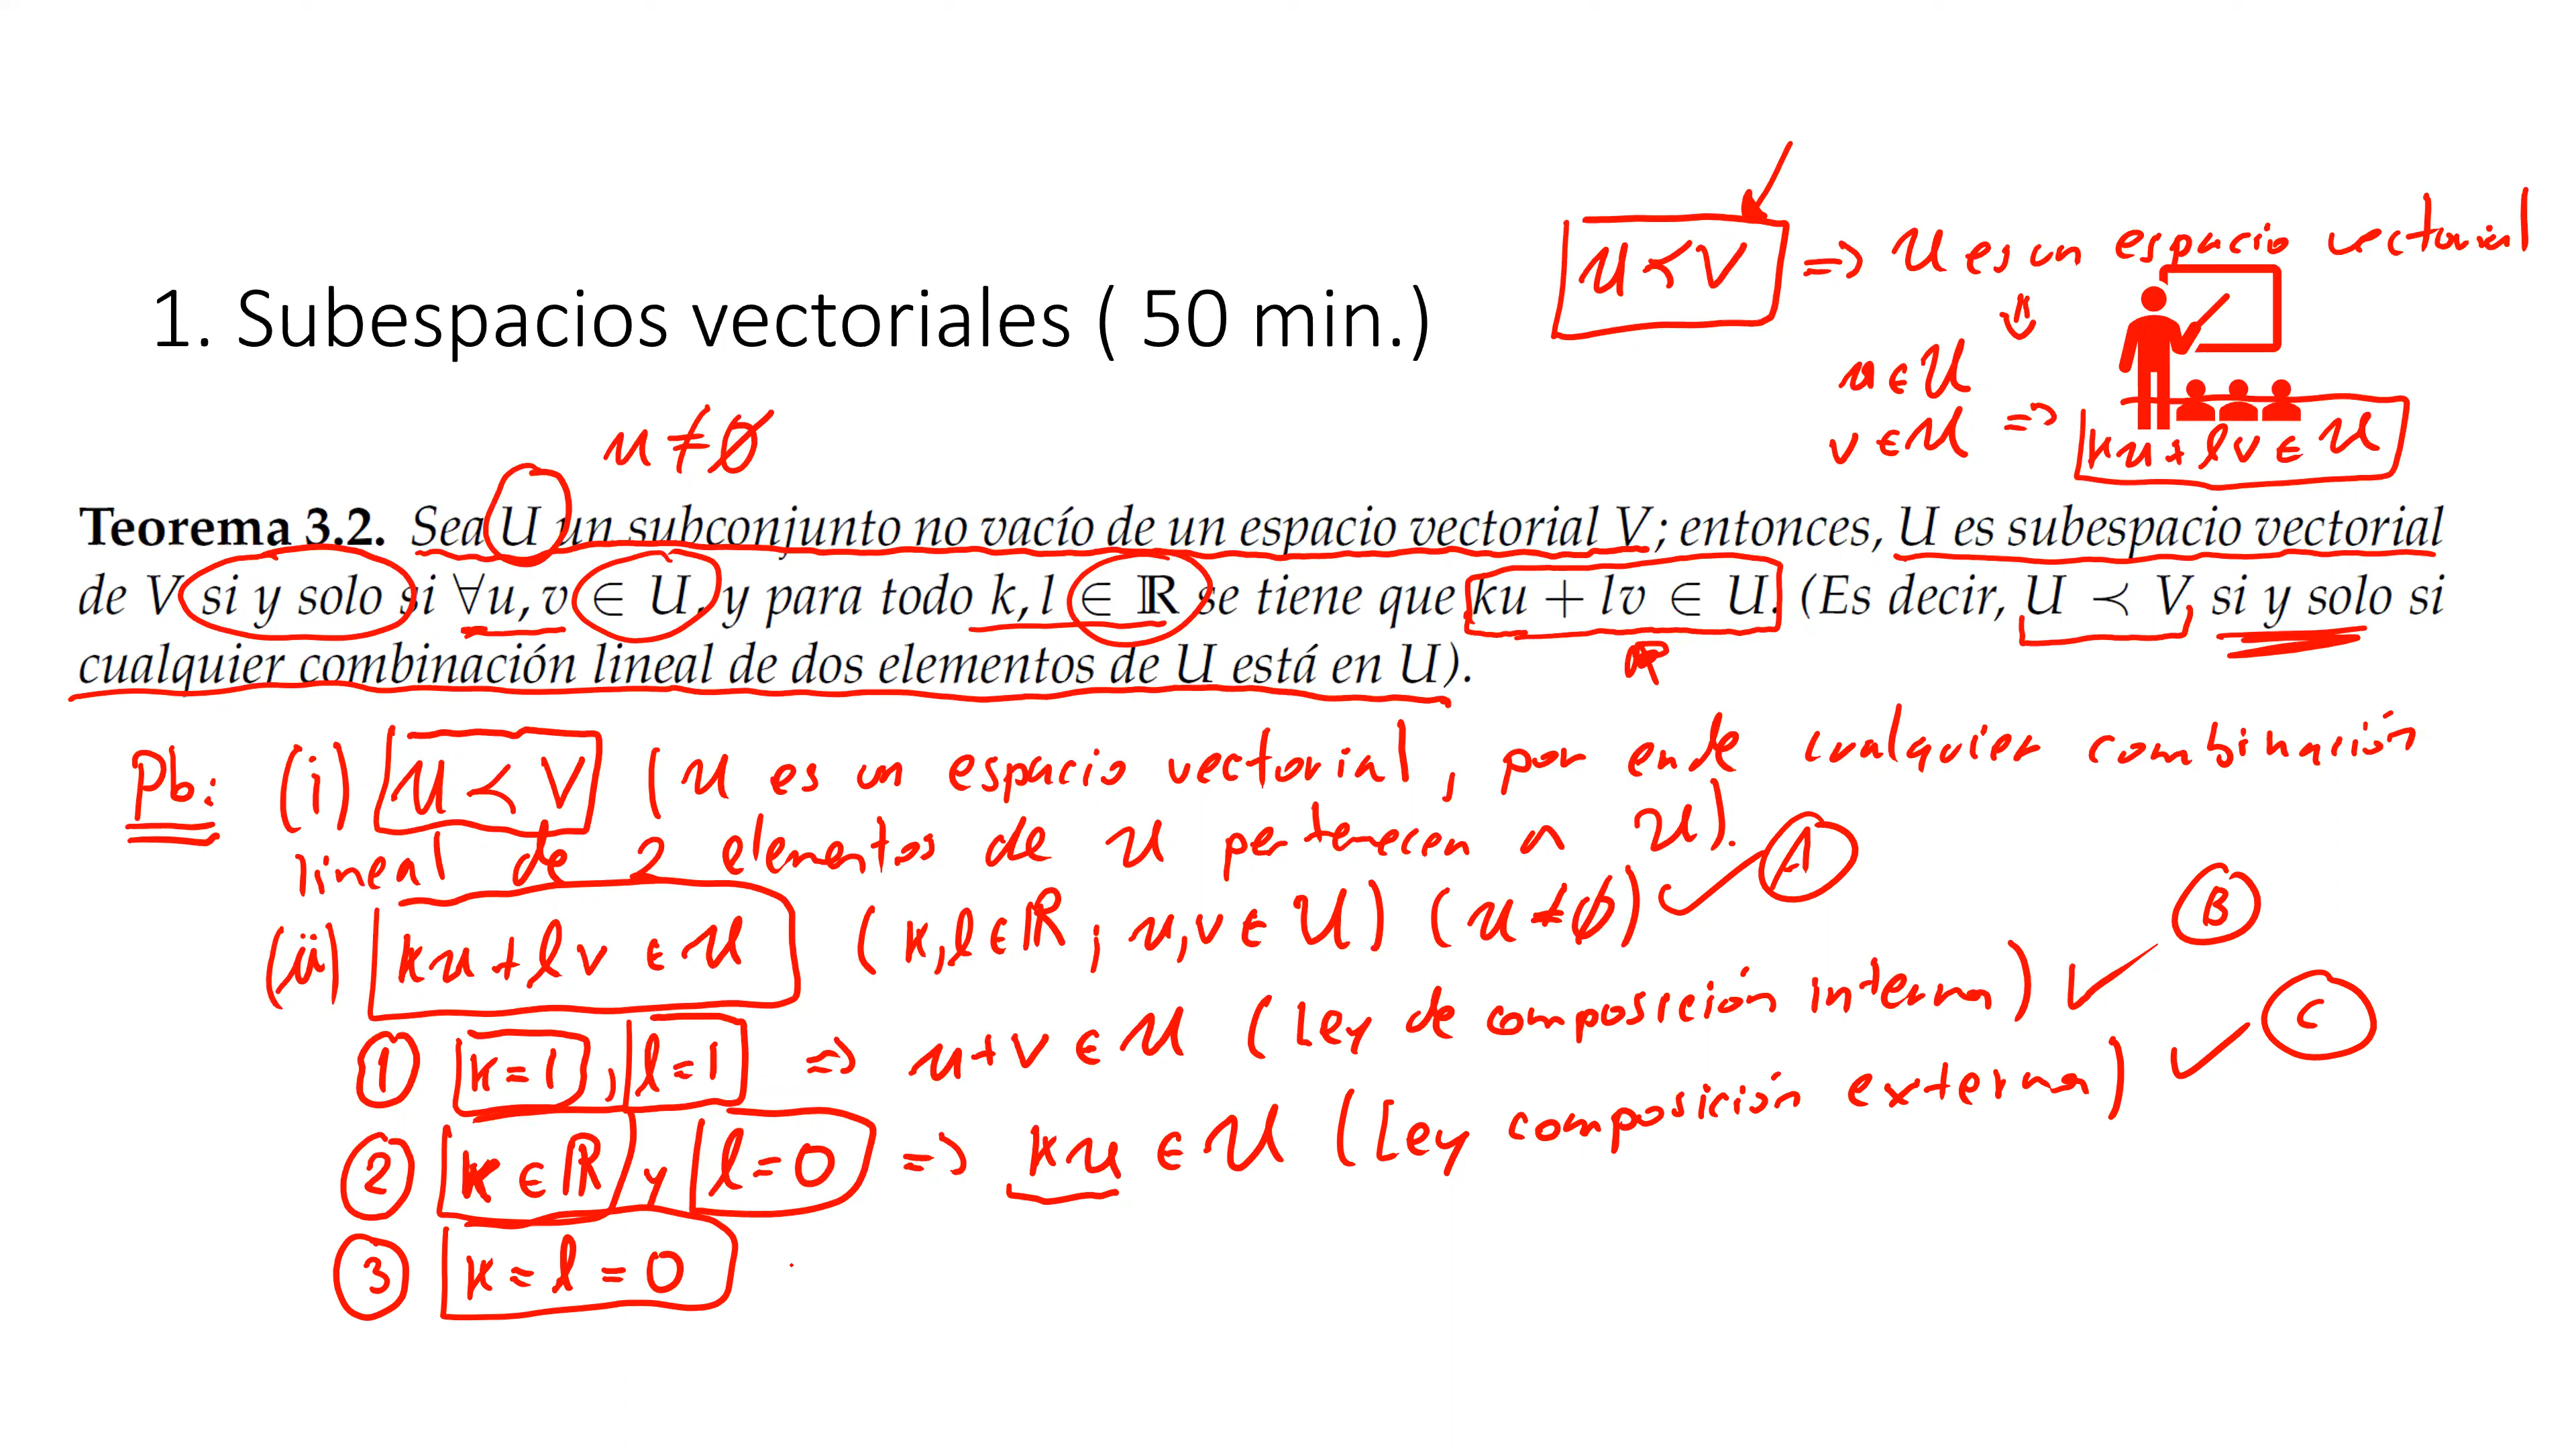 U ≺ V => U es un espacio vectorial
1. Subespacios vectoriales ( 50 min.)
u ∈ U
v ∈ U => ku + lv ∈ U
U ≠ ∅
Teorema 3.2. Sea U un subconjunto no vacío de un espacio vectorial V; entonces, U es subespacio vectorial
de V si y solo si ∀u, v ∈ U, y para todo k, l ∈ ℝ se tiene que ku + lv ∈ U. (Es decir, U ≺ V, si y solo si
cualquier combinación lineal de dos elementos de U está en U).
Pb: (i) U ≺ V (U es un espacio vectorial, por ende cualquier combinación
lineal de 2 elementos de U pertenecen a U). A
(ii) ku + lv ∈ U (k, l ∈ ℝ ; u, v ∈ U) (U ≠ ∅) ✓
① k=1, l=1 => u+v ∈ U (Ley de composición interna) ✓ B
② k ∈ ℝ y l=0 => ku ∈ U (Ley composición externa) ✓ C
③ k = l = 0